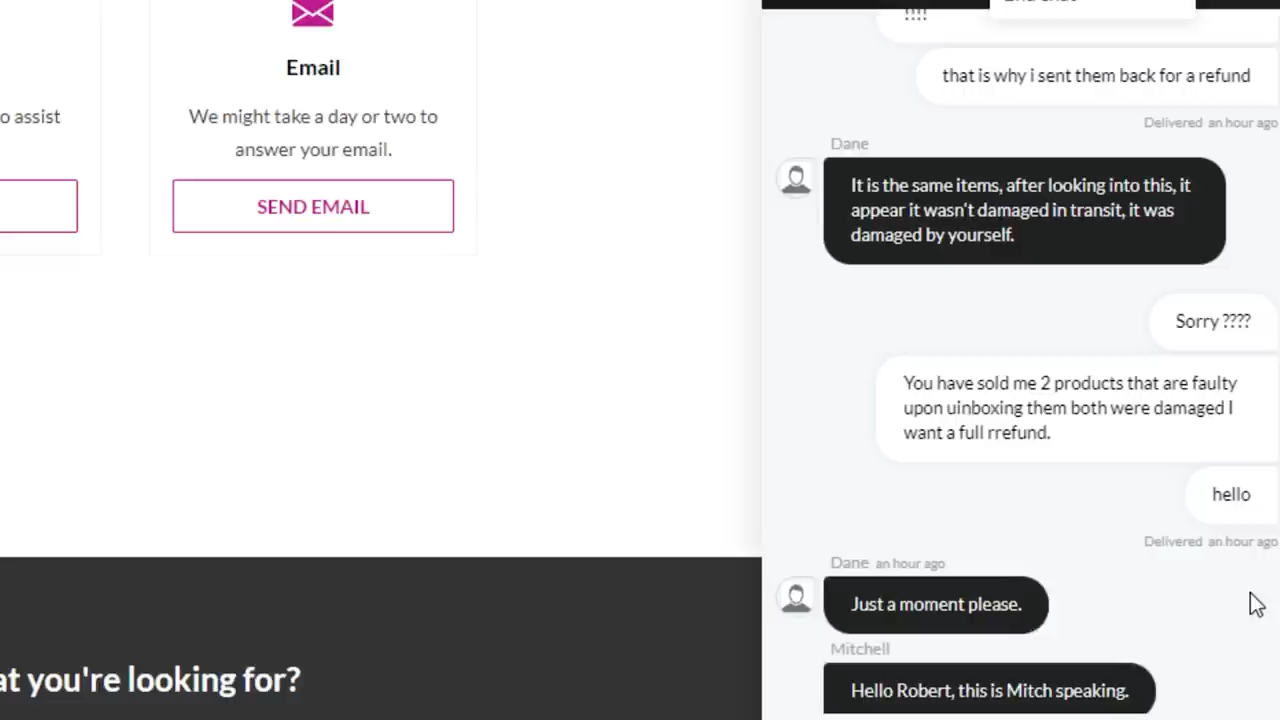 o assist
Email
We might take a day or two to
answer your email.
SEND EMAIL
at you're looking for?
!!!!
that is why i sent them back for a refund
Delivered an hour ago
Dane
It is the same items, after looking into this, it
appear it wasn't damaged in transit, it was
damaged by yourself.
Sorry ????
You have sold me 2 products that are faulty
upon uinboxing them both were damaged I
want a full rrefund.
hello
Delivered an hour ago
Dane an hour ago
Just a moment please.
Mitchell
Hello Robert, this is Mitch speaking.